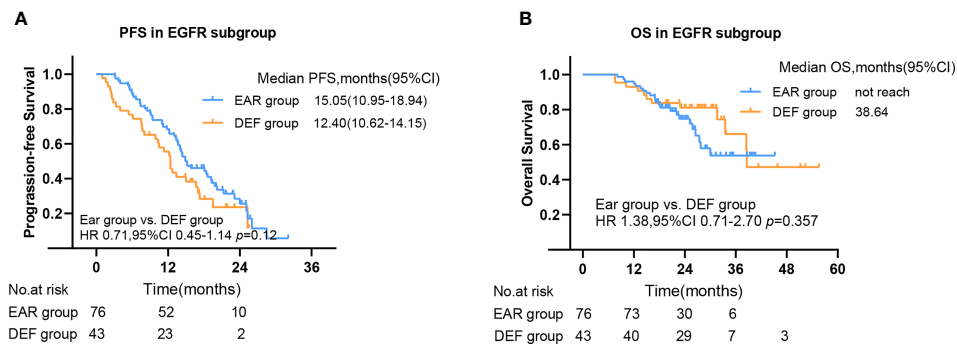 A
PFS in EGFR subgroup
Prograssion-free Survival
1.0
0.8
0.6
0.4
0.2
Median PFS,months(95%CI)
EAR group 15.05(10.95-18.94)
DEF group 12.40(10.62-14.15)
Ear group vs. DEF group
HR 0.71,95%CI 0.45-1.14 p=0.12
0 12 24 36
Time(months)
No.at risk
EAR group 76 52 10
DEF group 43 23 2
B
OS in EGFR subgroup
Overall Survival
1.0
0.8
0.6
0.4
0.2
Median OS,months(95%CI)
EAR group not reach
DEF group 38.64
Ear group vs. DEF group
HR 1.38,95%CI 0.71-2.70 p=0.357
0 12 24 36 48 60
Time(months)
No.at risk
EAR group 76 73 30 6
DEF group 43 40 29 7 3